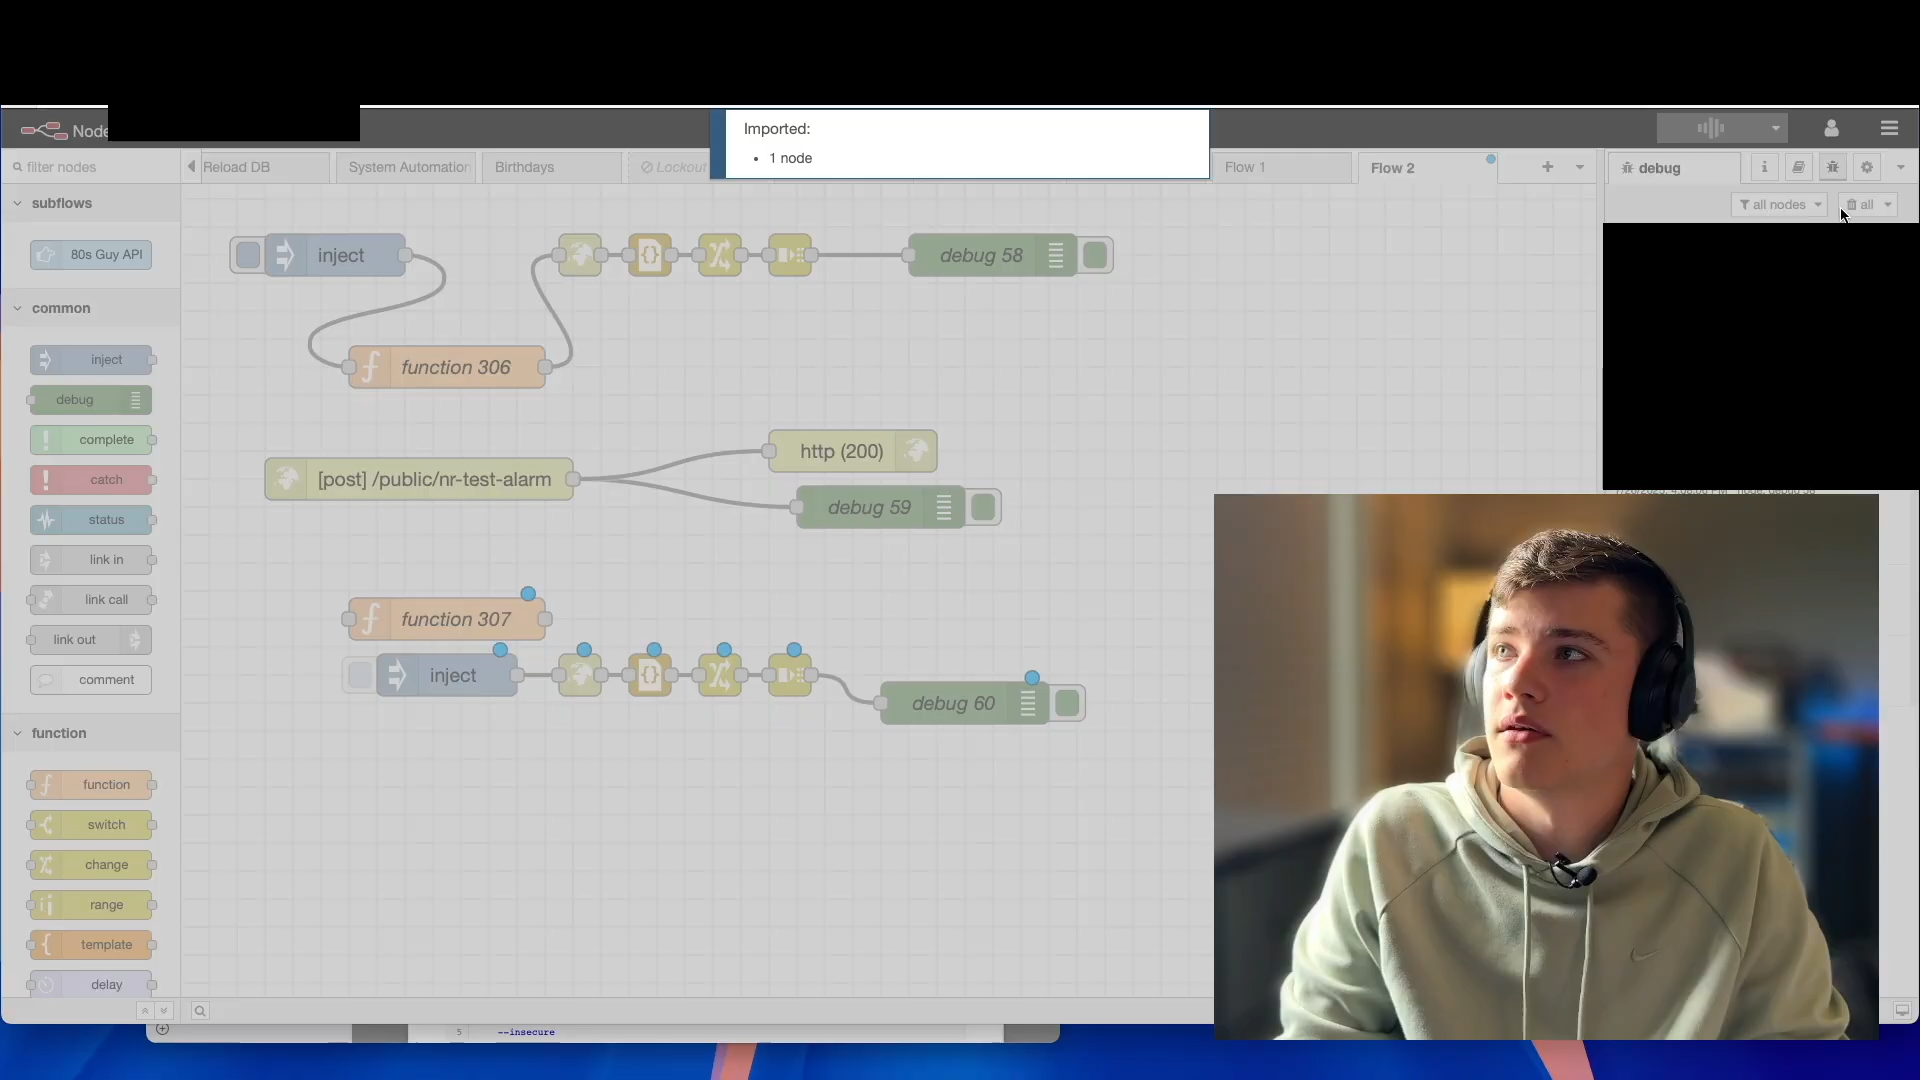 Node
Imported:
1 node
filter nodes
Reload DB
System Automation
Birthdays
Lockout
Flow 1
Flow 2
debug
i
all nodes
all
subflows
80s Guy API
common
inject
debug
complete
catch
status
link in
link call
link out
comment
function
function
switch
change
range
template
delay
inject
debug 58
function 306
[post] /public/nr-test-alarm
http (200)
debug 59
function 307
inject
debug 60
5 --insecure